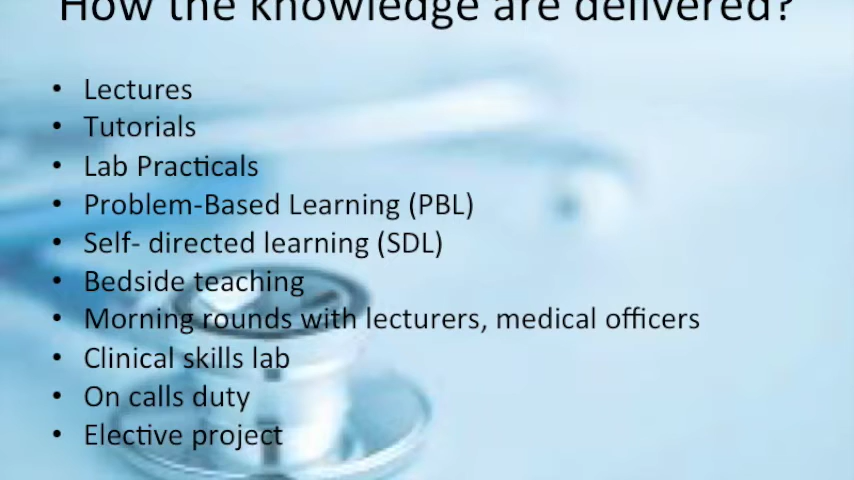 How the knowledge are delivered?
• Lectures
• Tutorials
• Lab Practicals
• Problem-Based Learning (PBL)
• Self- directed learning (SDL)
• Bedside teaching
• Morning rounds with lecturers, medical officers
• Clinical skills lab
• On calls duty
• Elective project